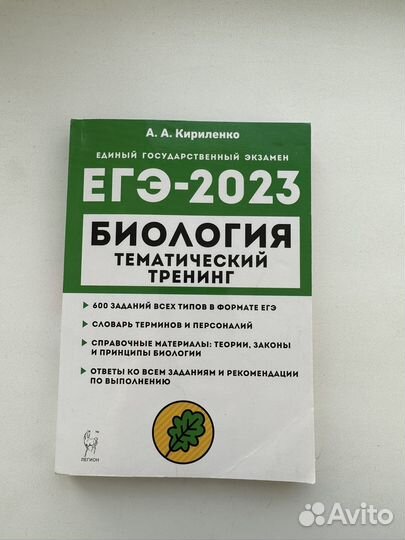 А. А. Кириленко
ЕДИНЫЙ ГОСУДАРСТВЕННЫЙ ЭКЗАМЕН
ЕГЭ-2023
БИОЛОГИЯ
ТЕМАТИЧЕСКИЙ
ТРЕНИНГ
600 ЗАДАНИЙ ВСЕХ ТИПОВ В ФОРМАТЕ ЕГЭ
СЛОВАРЬ ТЕРМИНОВ И ПЕРСОНАЛИЙ
СПРАВОЧНЫЕ МАТЕРИАЛЫ: ТЕОРИИ, ЗАКОНЫ
И ПРИНЦИПЫ БИОЛОГИИ
ОТВЕТЫ КО ВСЕМ ЗАДАНИЯМ И РЕКОМЕНДАЦИИ
ПО ВЫПОЛНЕНИЮ
ЛЕГИОН
Avito